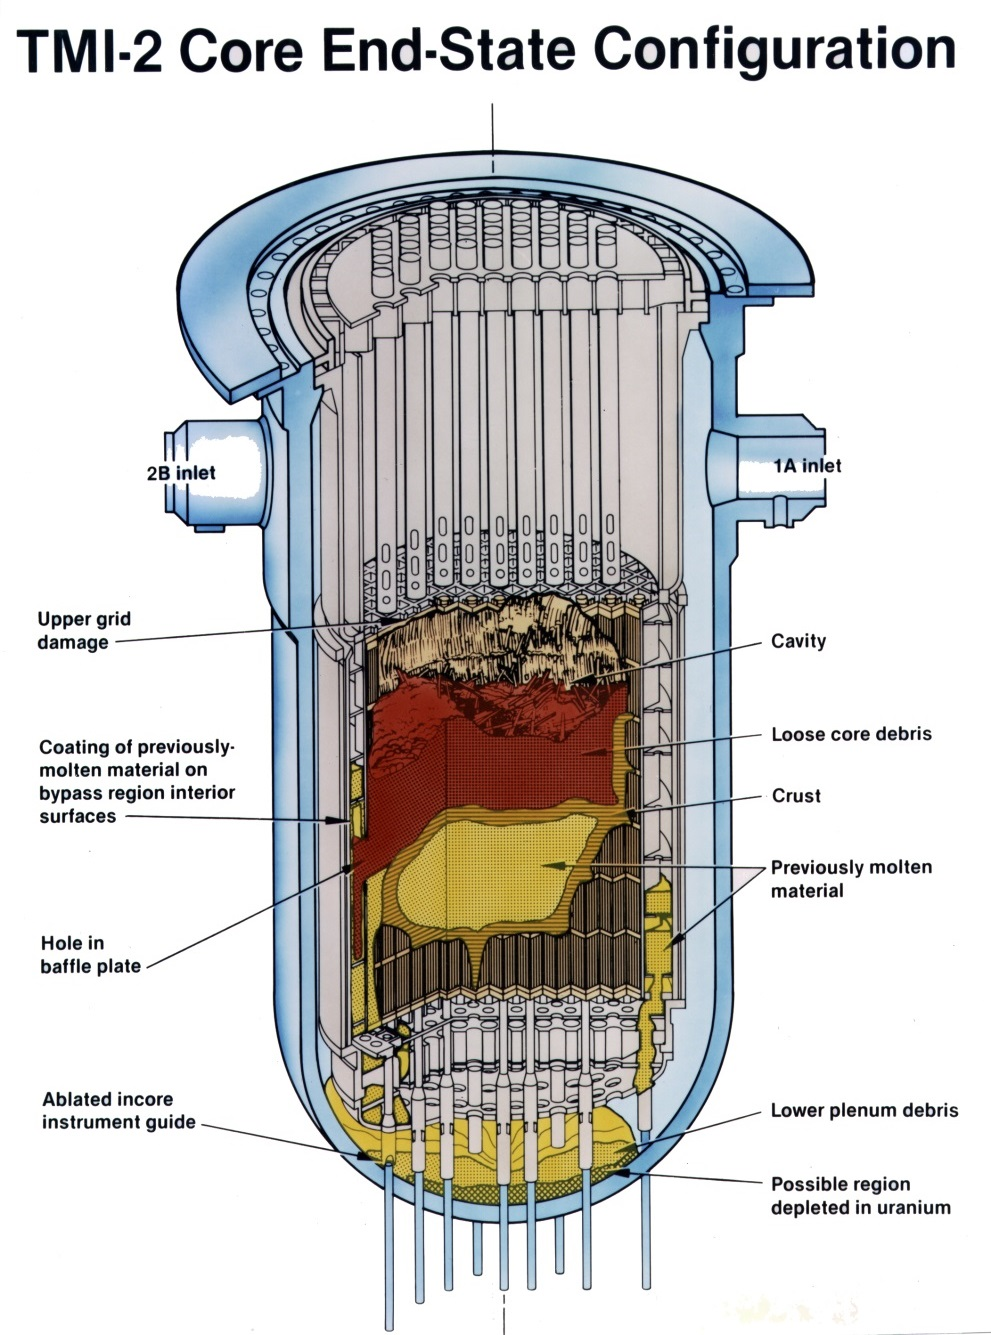 TMI-2 Core End-State Configuration
2B inlet
1A inlet
Upper grid
damage
Cavity
Loose core debris
Coating of previously-
molten material on
bypass region interior
surfaces
Crust
Previously molten
material
Hole in
baffle plate
Ablated incore
instrument guide
Lower plenum debris
Possible region
depleted in uranium